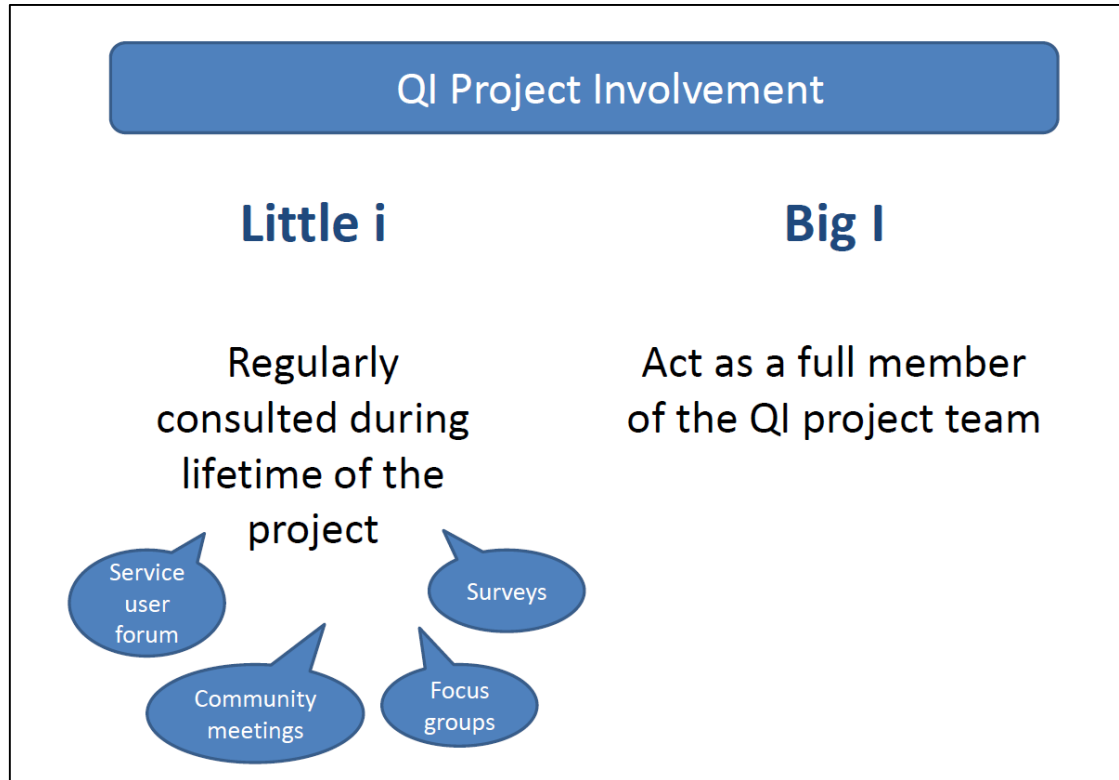 QI Project Involvement
Little i
Regularly
consulted during
lifetime of the
project
Service
user
forum
Community
meetings
Focus
groups
Surveys
Big I
Act as a full member
of the QI project team